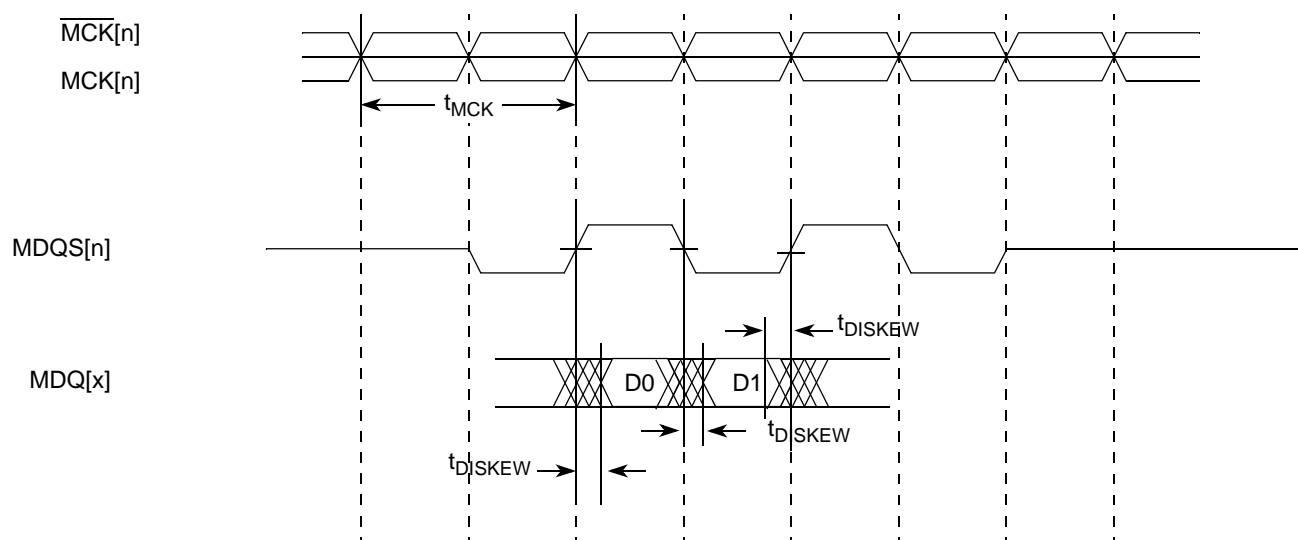 MCK[n]
MCK[n]
tMCK
MDQS[n]
tDISKEW
MDQ[x]
D0
D1
tDISKEW
tDISKEW